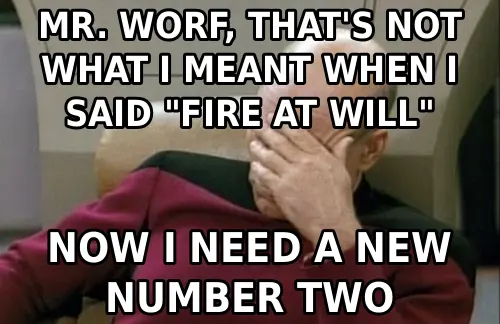 MR. WORF, THAT'S NOT
WHAT I MEANT WHEN I
SAID "FIRE AT WILL"
NOW I NEED A NEW
NUMBER TWO